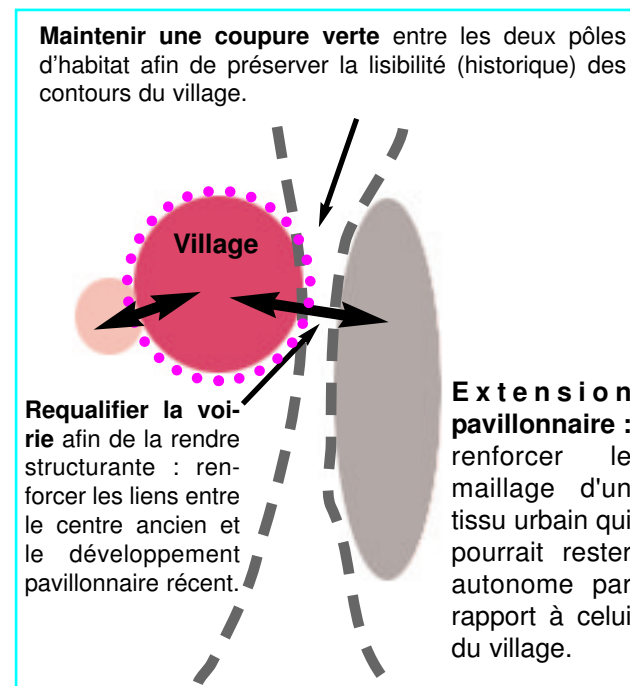 Maintenir une coupure verte entre les deux pôles
d'habitat afin de préserver la lisibilité (historique) des
contours du village.
Village
Requalifier la voi-
rie afin de la rendre
structurante : ren-
forcer les liens entre
le centre ancien et
le développement
pavillonnaire récent.
Extension
pavillonnaire :
renforcer le
maillage d'un
tissu urbain qui
pourrait rester
autonome par
rapport à celui
du village.